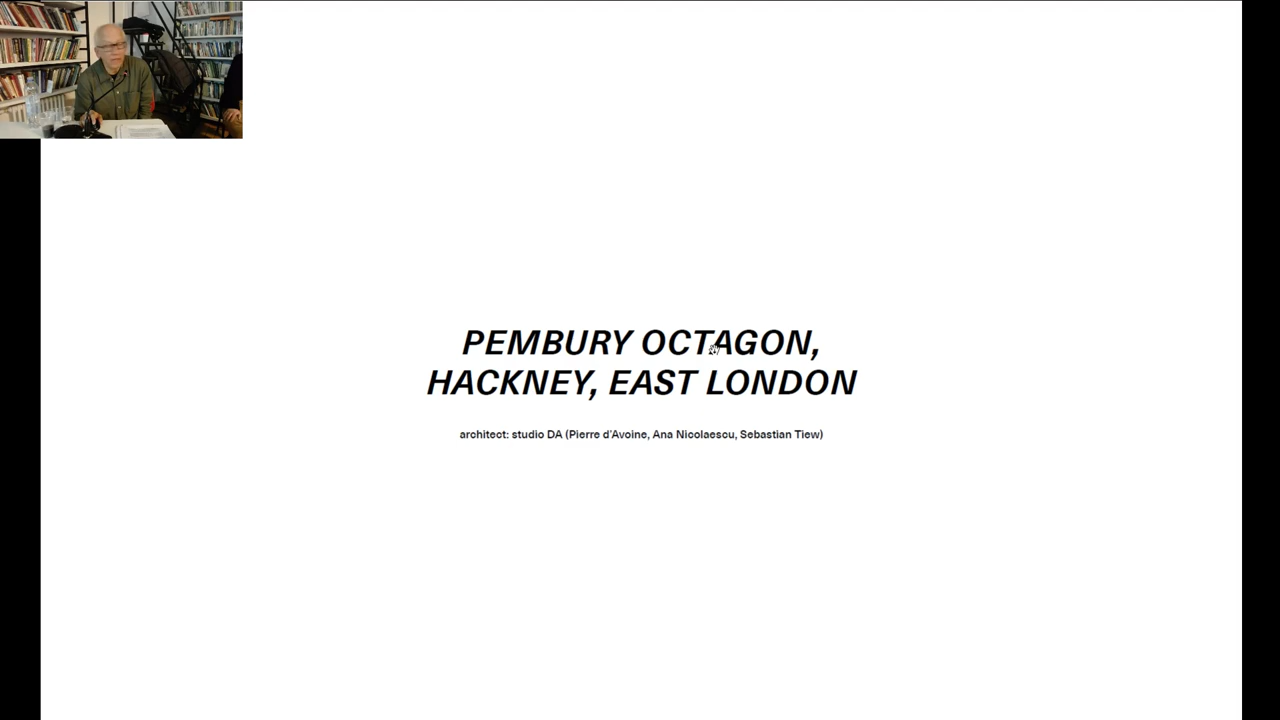 PEMBURY OCTAGON,
HACKNEY, EAST LONDON
architect: studio DA (Pierre d'Avoine, Ana Nicolaescu, Sebastian Tiew)